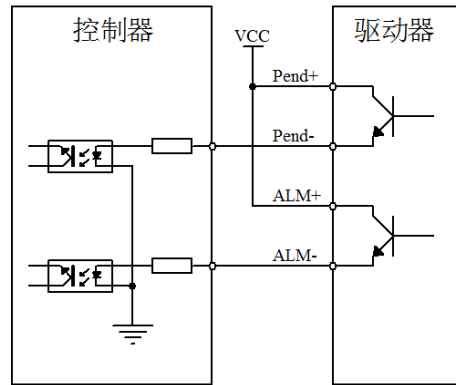 控制器
驱动器
VCC
Pend+
Pend-
ALM+
ALM-